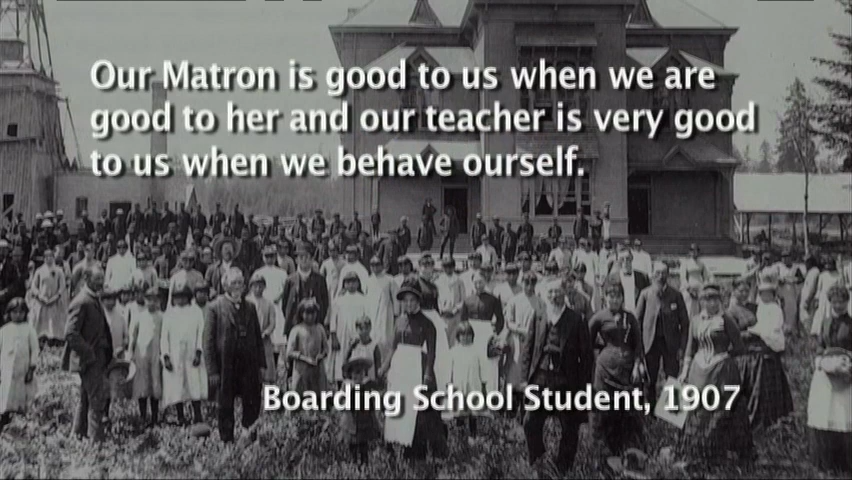 Our Matron is good to us when we are
good to her and our teacher is very good
to us when we behave ourself.
Boarding School Student, 1907